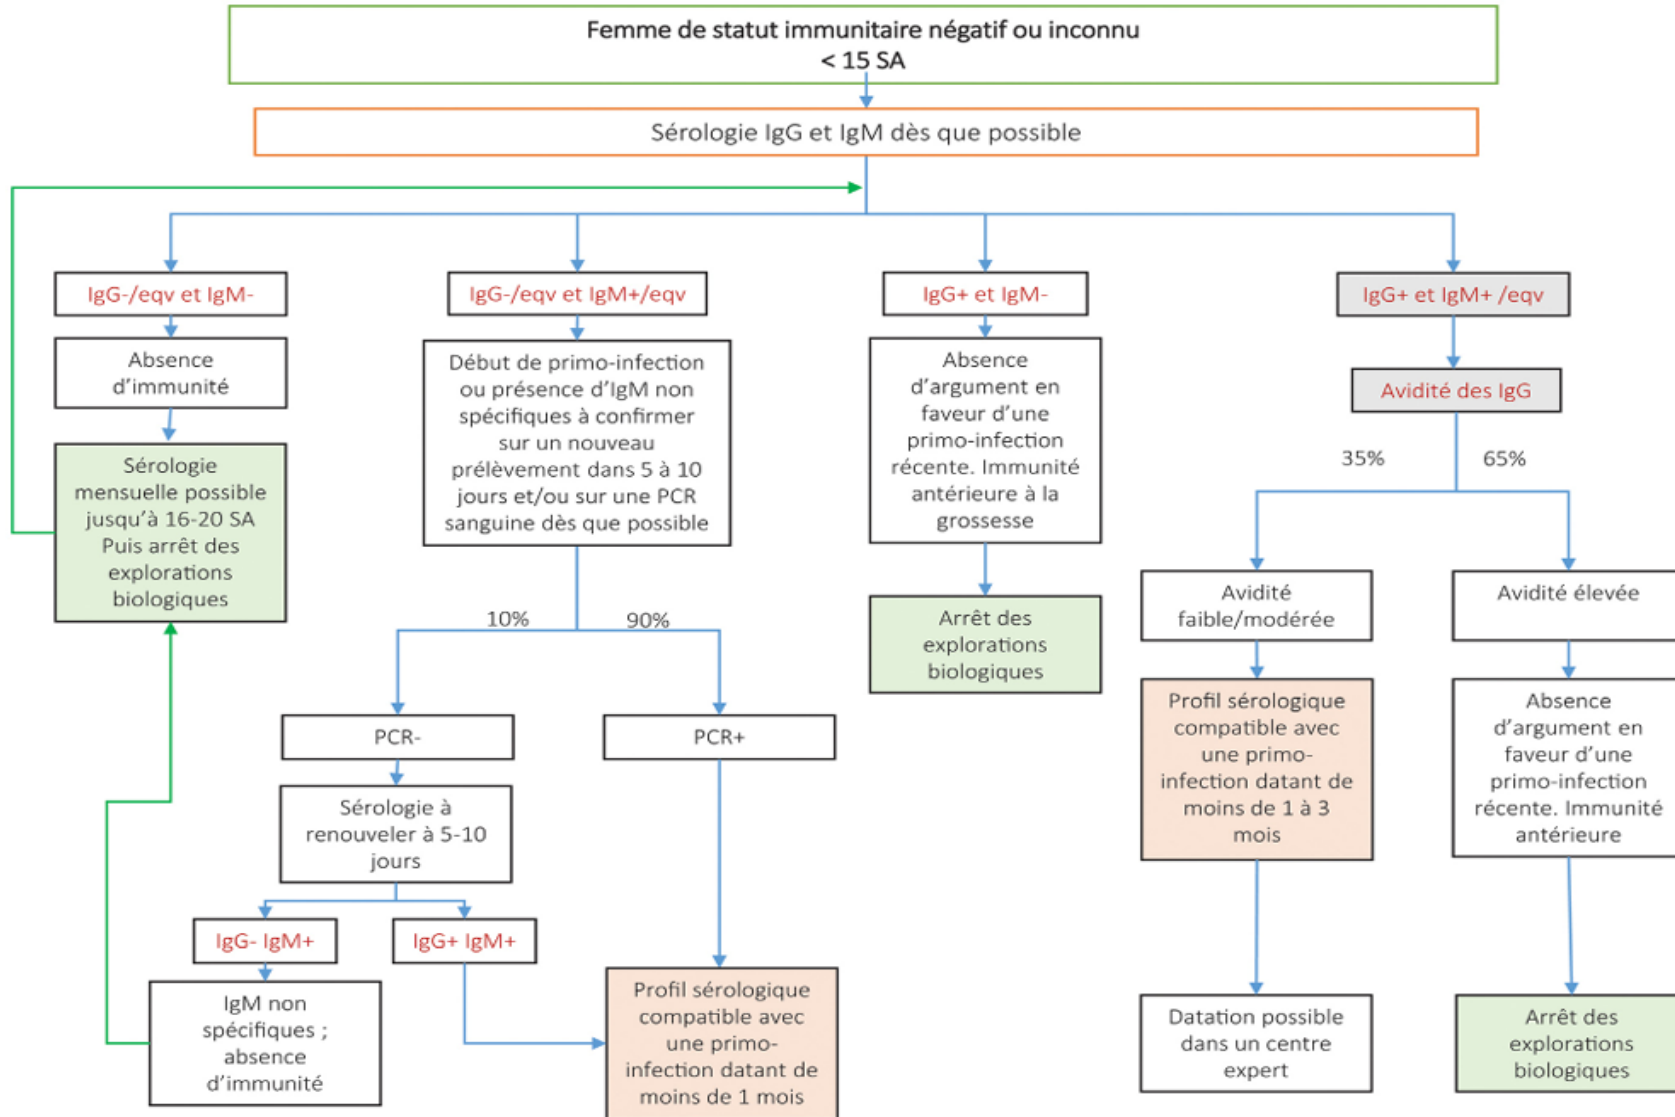 Femme de statut immunitaire négatif ou inconnu
< 15 SA
Sérologie IgG et IgM dès que possible
IgG-/eqv et IgM-
Absence
d’immunité
Sérologie
mensuelle possible
jusqu’à 16-20 SA
Puis arrêt des
explorations
biologiques
IgG-/eqv et IgM+/eqv
Début de primo-infection
ou présence d’IgM non
spécifiques à confirmer
sur un nouveau
prélèvement dans 5 à 10
jours et/ou sur une PCR
sanguine dès que possible
10%
90%
PCR-
PCR+
Sérologie à
renouveler à 5-10
jours
IgG- IgM+
IgG+ IgM+
IgM non
spécifiques ;
absence
d’immunité
Profil sérologique
compatible avec
une primo-
infection datant de
moins de 1 mois
IgG+ et IgM-
Absence
d’argument en
faveur d’une
primo-infection
récente. Immunité
antérieure à la
grossesse
Arrêt des
explorations
biologiques
IgG+ et IgM+ /eqv
Avidité des IgG
35%
65%
Avidité
faible/modérée
Profil sérologique
compatible avec
une primo-
infection datant de
moins de 1 à 3
mois
Datation possible
dans un centre
expert
Avidité élevée
Absence
d’argument en
faveur d’une
primo-infection
récente. Immunité
antérieure
Arrêt des
explorations
biologiques